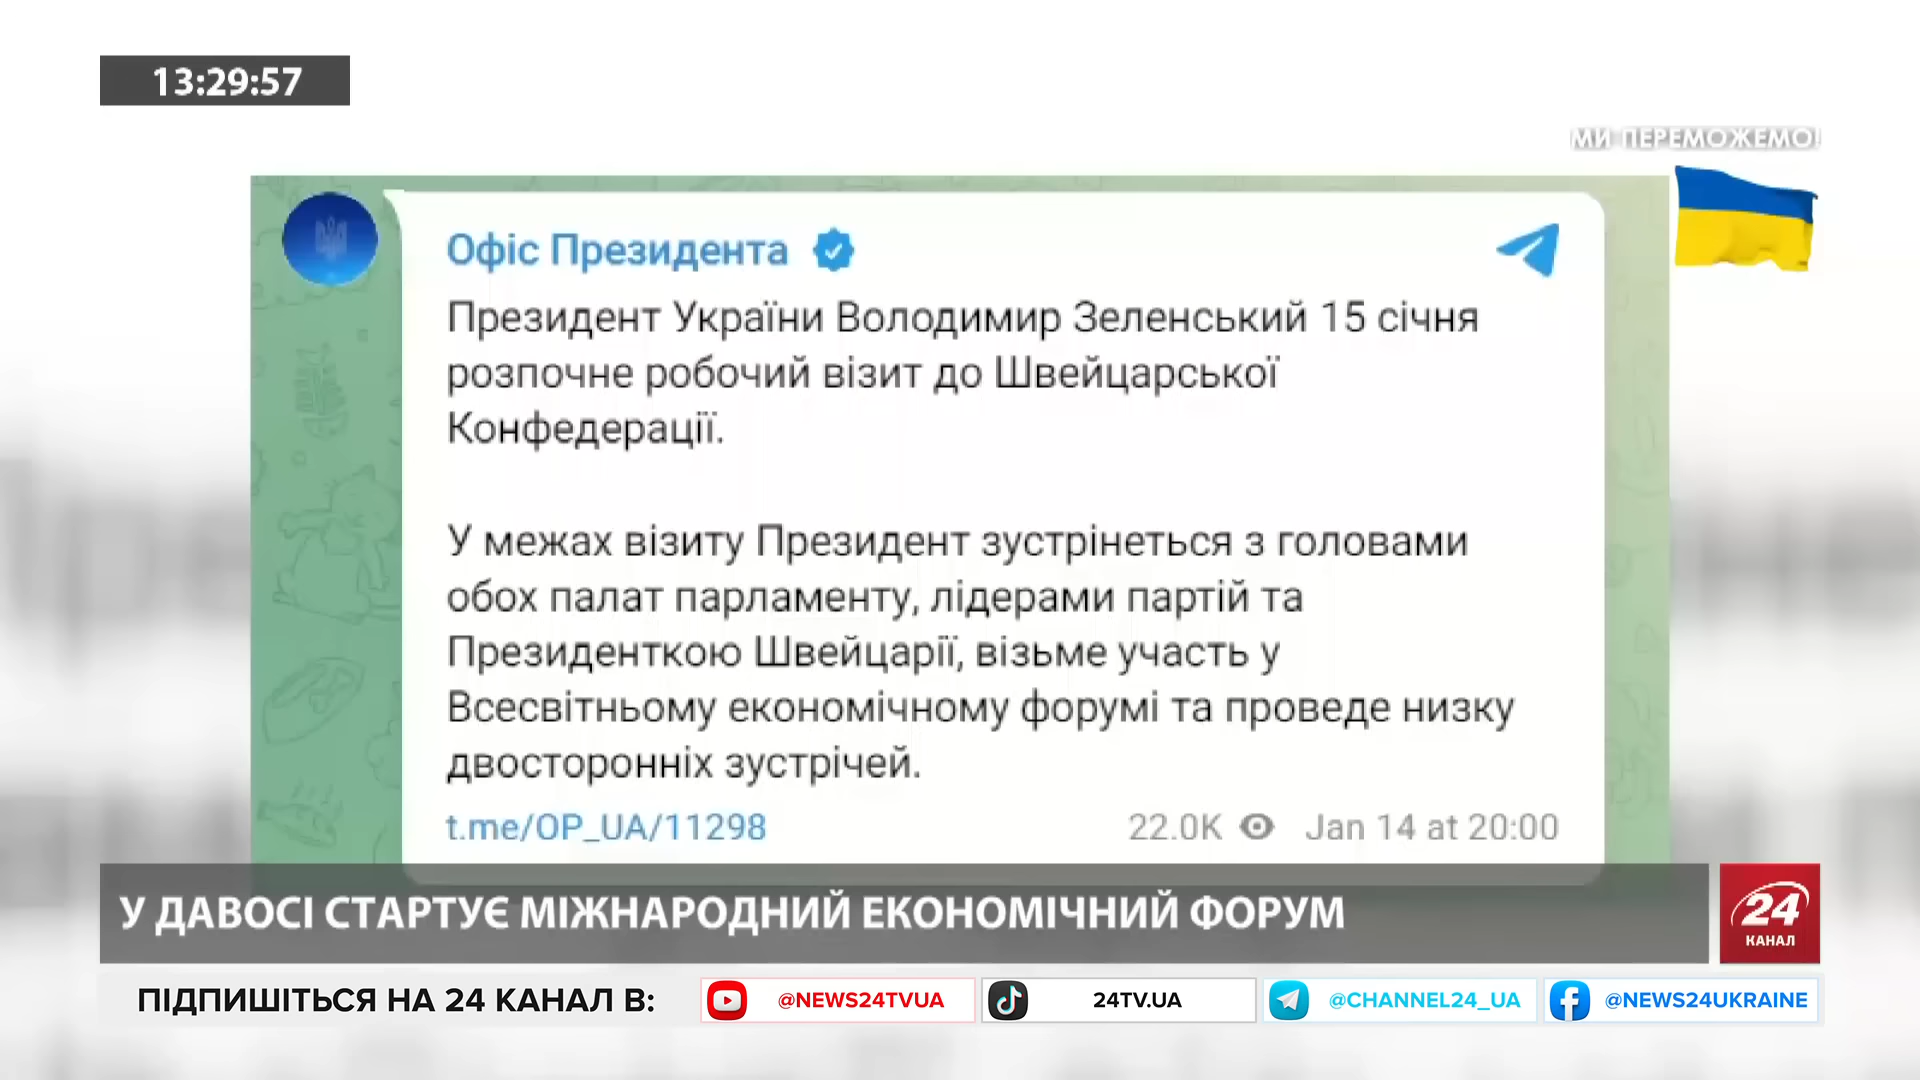 13:29:57
МИ ПЕРЕМОЖЕМО!
Офіс Президента
Президент України Володимир Зеленський 15 січня
розпочне робочий візит до Швейцарської
Конфедерації.
У межах візиту Президент зустрінеться з головами
обох палат парламенту, лідерами партій та
Президенткою Швейцарії, візьме участь у
Всесвітньому економічному форумі та проведе низку
двосторонніх зустрічей.
t.me/OP_UA/11298 22.0K Jan 14 at 20:00
У ДАВОСІ СТАРТУЄ МІЖНАРОДНИЙ ЕКОНОМІЧНИЙ ФОРУМ
24
КАНАЛ
ПІДПИШІТЬСЯ НА 24 КАНАЛ В: @NEWS24TVUA 24TV.UA @CHANNEL24_UA @NEWS24UKRAINE